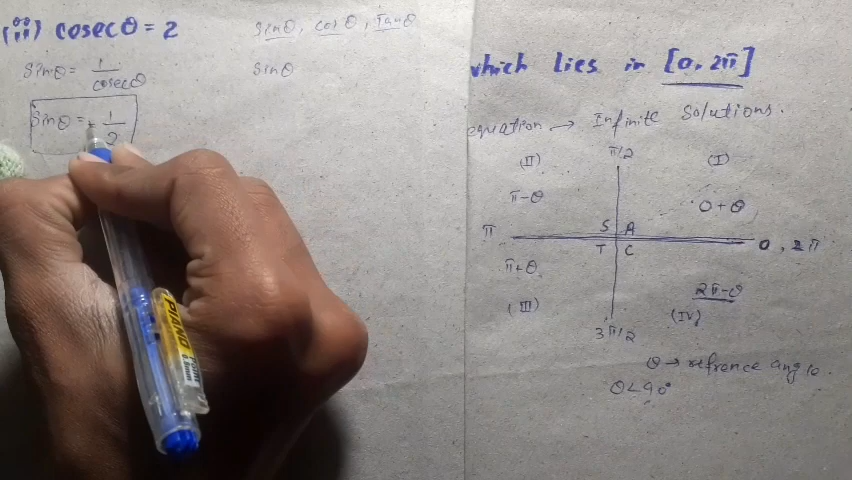 (iii) cosecθ = 2
sinθ, cosθ, Tanθ
sinθ = 1/cosecθ
sinθ
sinθ = 1/2
which lies in [0, 2π]
equation → Infinite Solutions.
π/2
(II)
(I)
π-θ
0+θ
S A
π
0, 2π
T C
π+θ
2π-θ
(III)
(IV)
3π/2
θ → refrence angle.
θ<90°